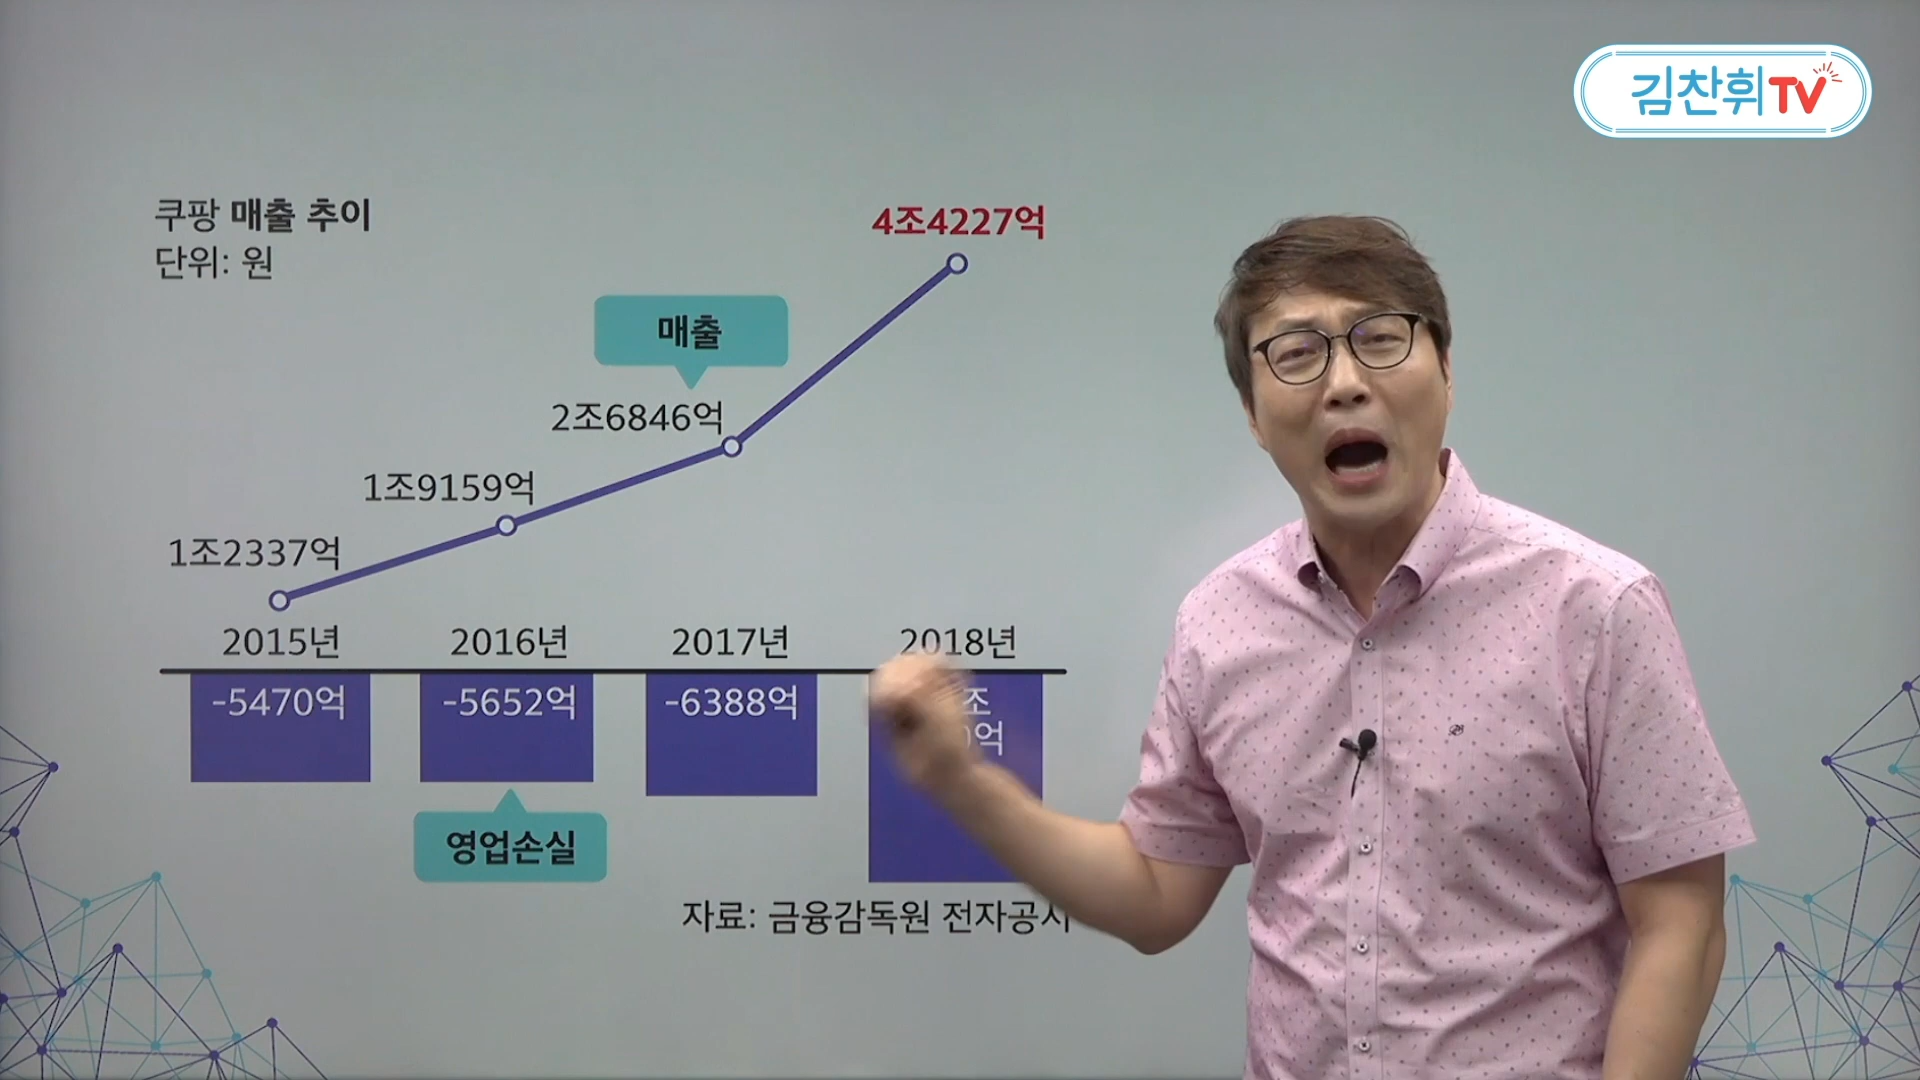 김찬휘TV
쿠팡 매출 추이
단위: 원
4조4227억
매출
2조6846억
1조9159억
1조2337억
2015년 2016년 2017년 2018년
-5470억 -5652억 -6388억
영업손실
자료: 금융감독원 전자공시